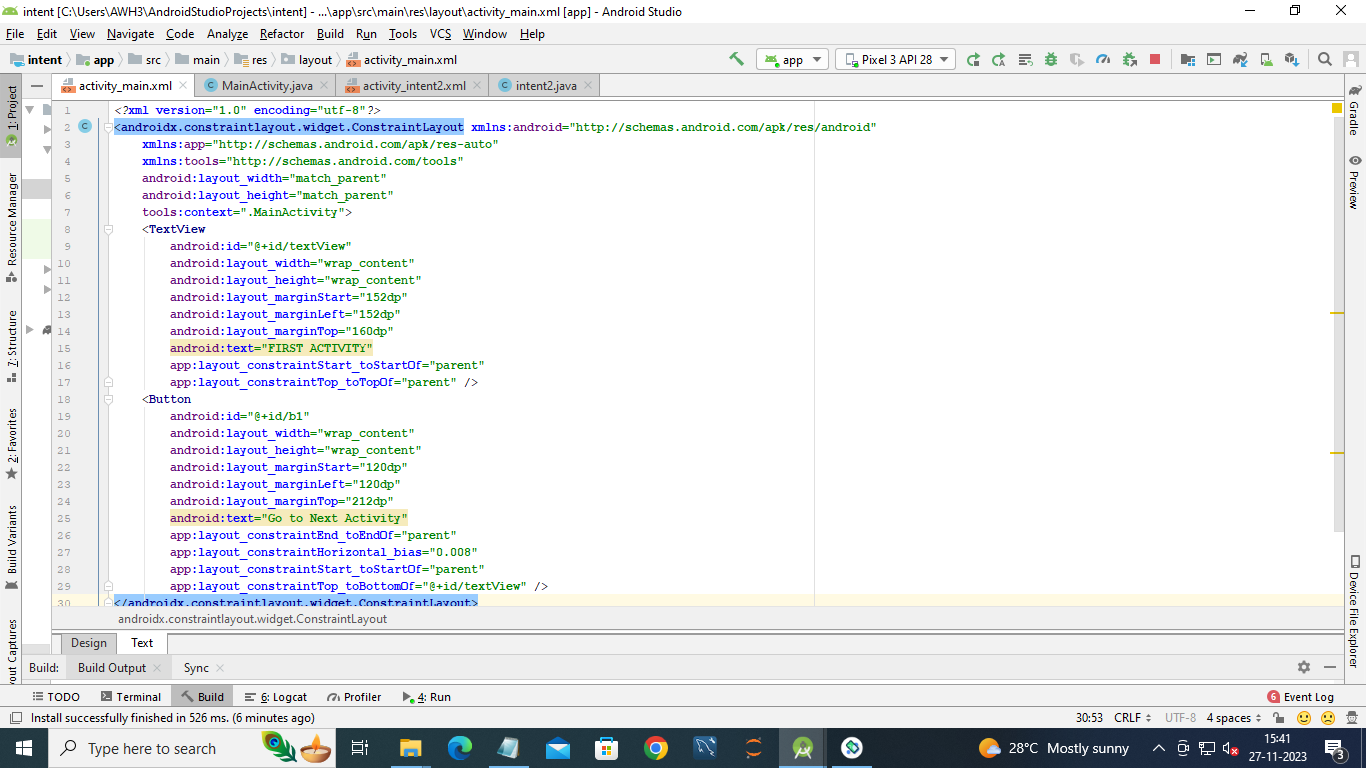 intent [C:\Users\AWH3\AndroidStudioProjects\intent] - ...\app\src\main\res\layout\activity_main.xml [app] - Android Studio
File Edit View Navigate Code Analyze Refactor Build Run Tools VCS Window Help
intent app src main res layout activity_main.xml app Pixel 3 API 28
activity_main.xml MainActivity.java activity_intent2.xml intent2.java
1 <?xml version="1.0" encoding="utf-8"?>
2 <androidx.constraintlayout.widget.ConstraintLayout xmlns:android="http://schemas.android.com/apk/res/android"
3 xmlns:app="http://schemas.android.com/apk/res-auto"
4 xmlns:tools="http://schemas.android.com/tools"
5 android:layout_width="match_parent"
6 android:layout_height="match_parent"
7 tools:context=".MainActivity">
8 <TextView
9 android:id="@+id/textView"
10 android:layout_width="wrap_content"
11 android:layout_height="wrap_content"
12 android:layout_marginStart="152dp"
13 android:layout_marginLeft="152dp"
14 android:layout_marginTop="160dp"
15 android:text="FIRST ACTIVITY"
16 app:layout_constraintStart_toStartOf="parent"
17 app:layout_constraintTop_toTopOf="parent" />
18 <Button
19 android:id="@+id/b1"
20 android:layout_width="wrap_content"
21 android:layout_height="wrap_content"
22 android:layout_marginStart="120dp"
23 android:layout_marginLeft="120dp"
24 android:layout_marginTop="212dp"
25 android:text="Go to Next Activity"
26 app:layout_constraintEnd_toEndOf="parent"
27 app:layout_constraintHorizontal_bias="0.008"
28 app:layout_constraintStart_toStartOf="parent"
29 app:layout_constraintTop_toBottomOf="@+id/textView" />
30 </androidx.constraintlayout.widget.ConstraintLayout>
androidx.constraintlayout.widget.ConstraintLayout
Design Text
1: Project
Resource Manager
7: Structure
2: Favorites
Build Variants
out Captures
Gradle
Preview
Device File Explorer
Build: Build Output Sync
TODO Terminal Build 6: Logcat Profiler 4: Run 6 Event Log
Install successfully finished in 526 ms. (6 minutes ago) 30:53 CRLF UTF-8 4 spaces
Type here to search 28°C Mostly sunny 15:41
27-11-2023 3